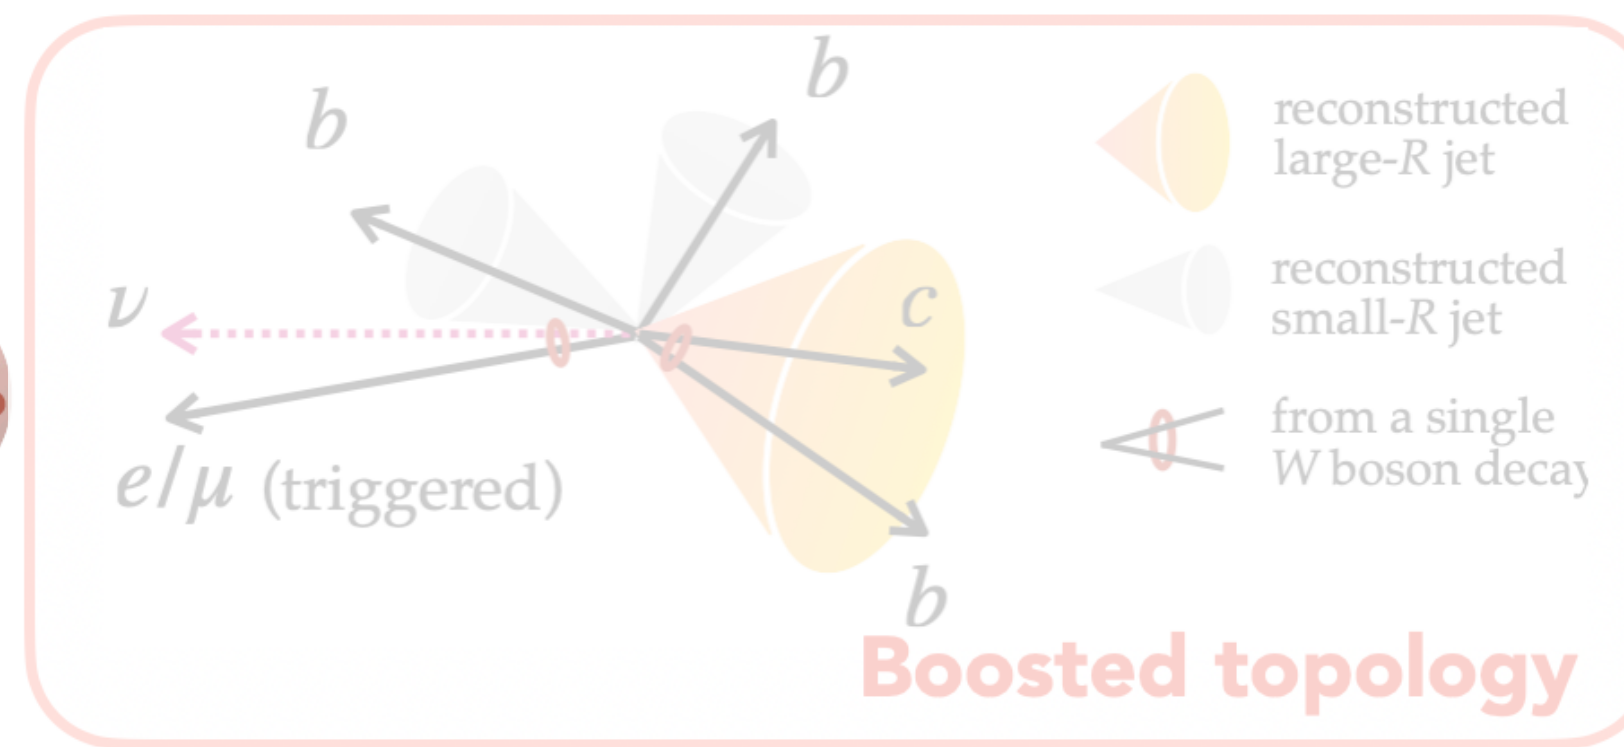 b
b
ν
c
e/μ (triggered)
b
reconstructed
large-R jet
reconstructed
small-R jet
from a single
W boson decay
Boosted topology